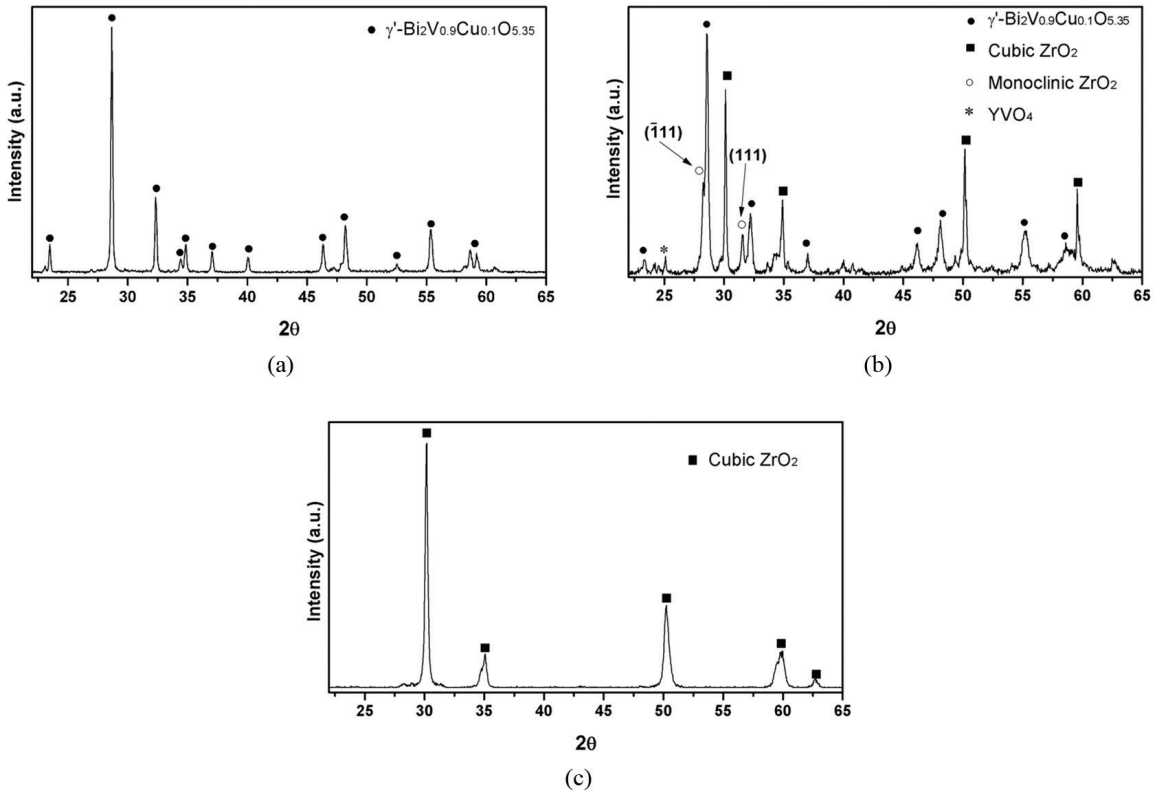 Intensity (a.u.)
● γ'-Bi2V0.9Cu0.1O5.35
25 30 35 40 45 50 55 60 65
2θ
(a)
Intensity (a.u.)
● γ'-Bi2V0.9Cu0.1O5.35
■ Cubic ZrO2
○ Monoclinic ZrO2
* YVO4
(1̄11)
(111)
25 30 35 40 45 50 55 60 65
2θ
(b)
Intensity (a.u.)
■ Cubic ZrO2
25 30 35 40 45 50 55 60 65
2θ
(c)